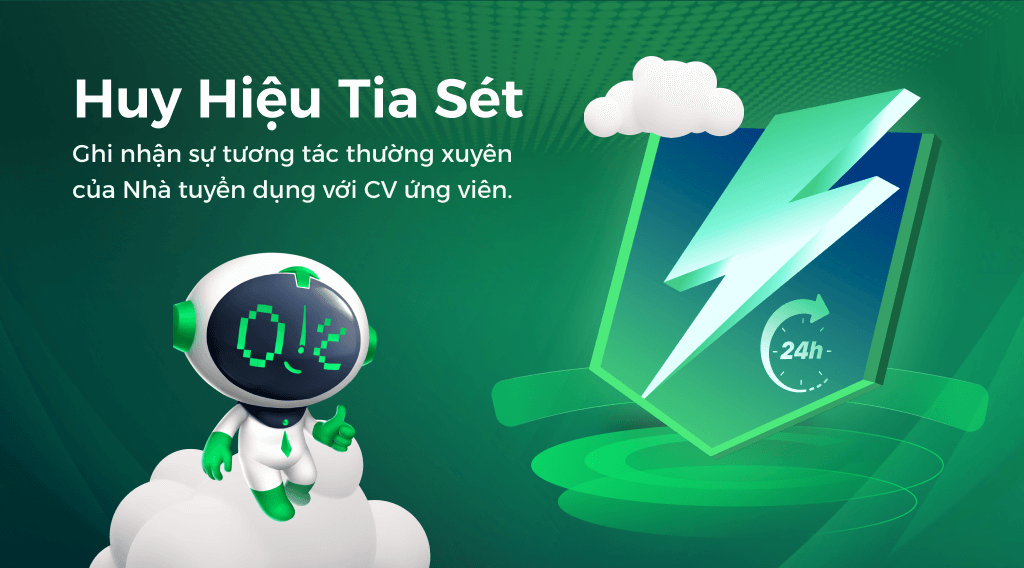 Huy Hiệu Tia Sét
Ghi nhận sự tương tác thường xuyên
của Nhà tuyển dụng với CV ứng viên.
24h